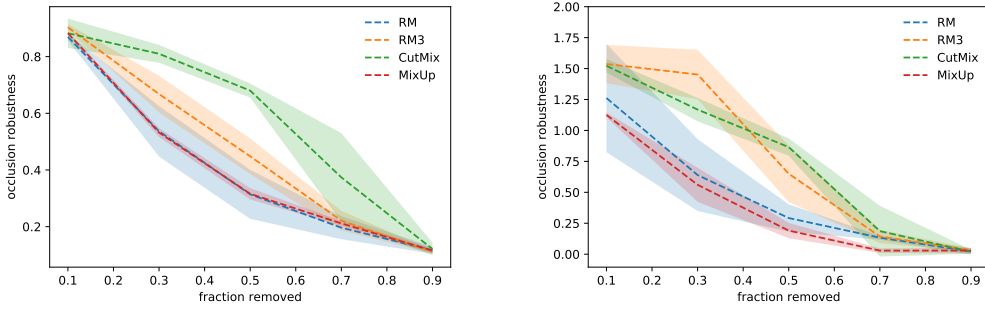 RM
RM3
CutMix
MixUp
occlusion robustness
0.8
0.6
0.4
0.2
0.1 0.2 0.3 0.4 0.5 0.6 0.7 0.8 0.9
fraction removed
RM
RM3
CutMix
MixUp
occlusion robustness
2.00
1.75
1.50
1.25
1.00
0.75
0.50
0.25
0.00
0.1 0.2 0.3 0.4 0.5 0.6 0.7 0.8 0.9
fraction removed